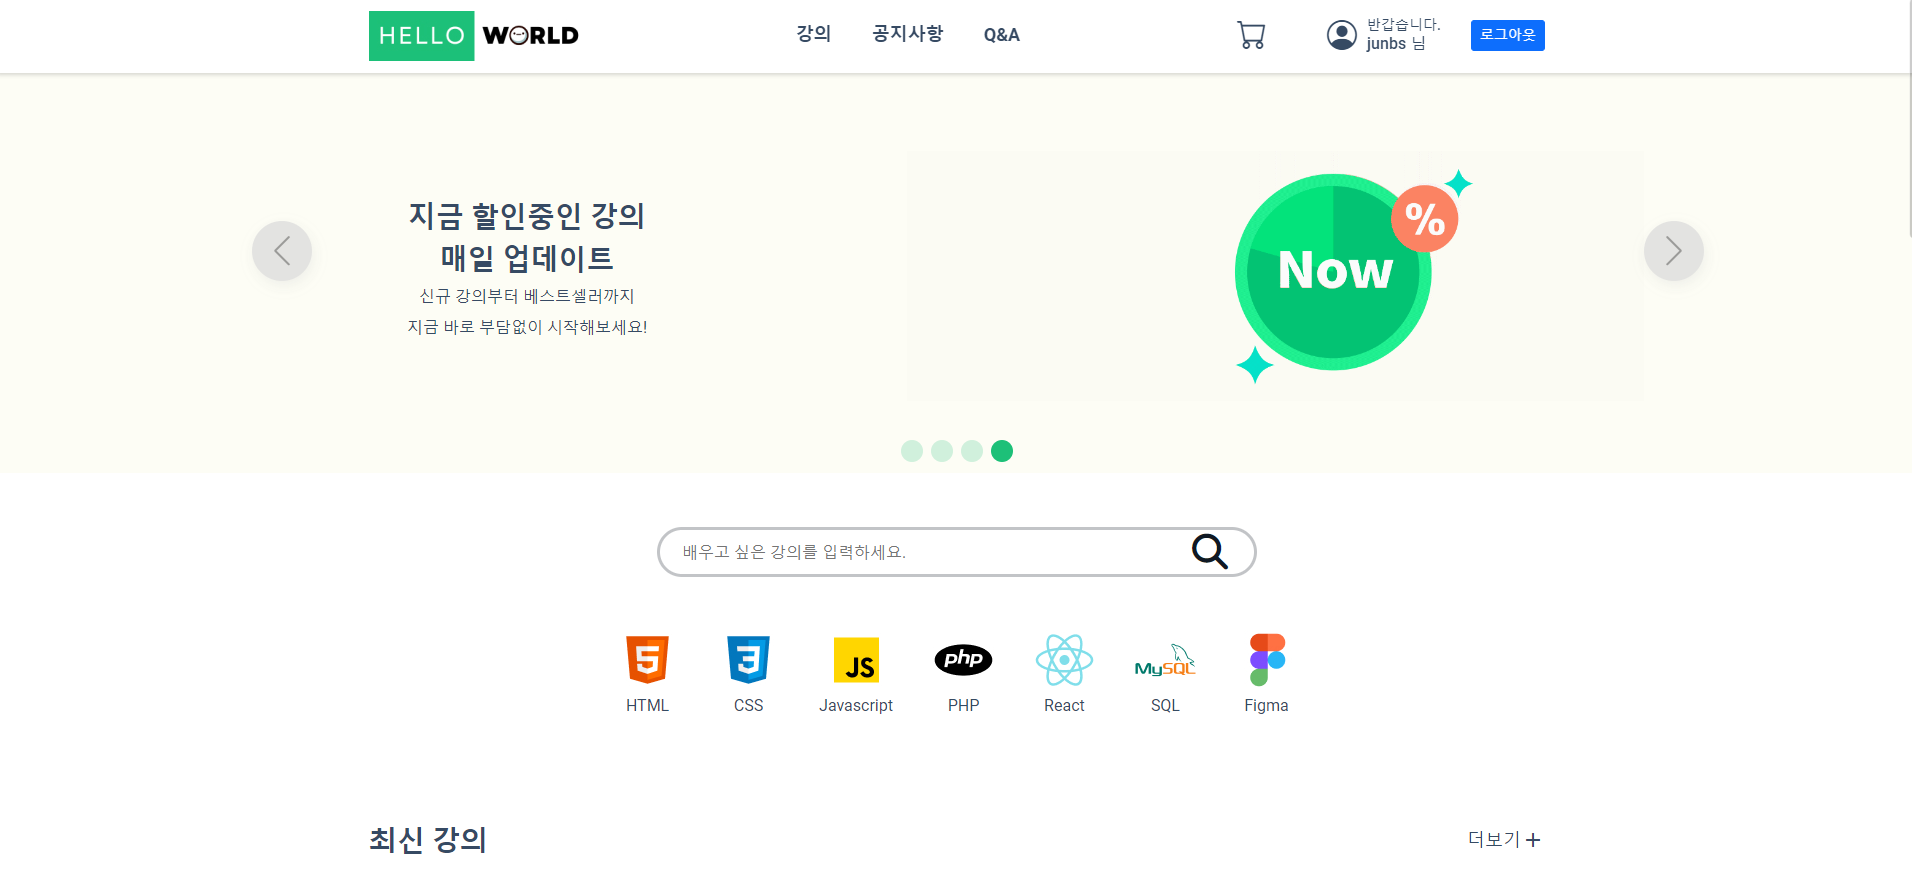 HELLO WORLD
강의 공지사항 Q&A
반갑습니다.
junbs 님
로그아웃
지금 할인중인 강의
매일 업데이트
신규 강의부터 베스트셀러까지
지금 바로 부담없이 시작해보세요!
%
Now
배우고 싶은 강의를 입력하세요.
5 3 JS php MySQL
HTML CSS Javascript PHP React SQL Figma
최신 강의
더보기 +